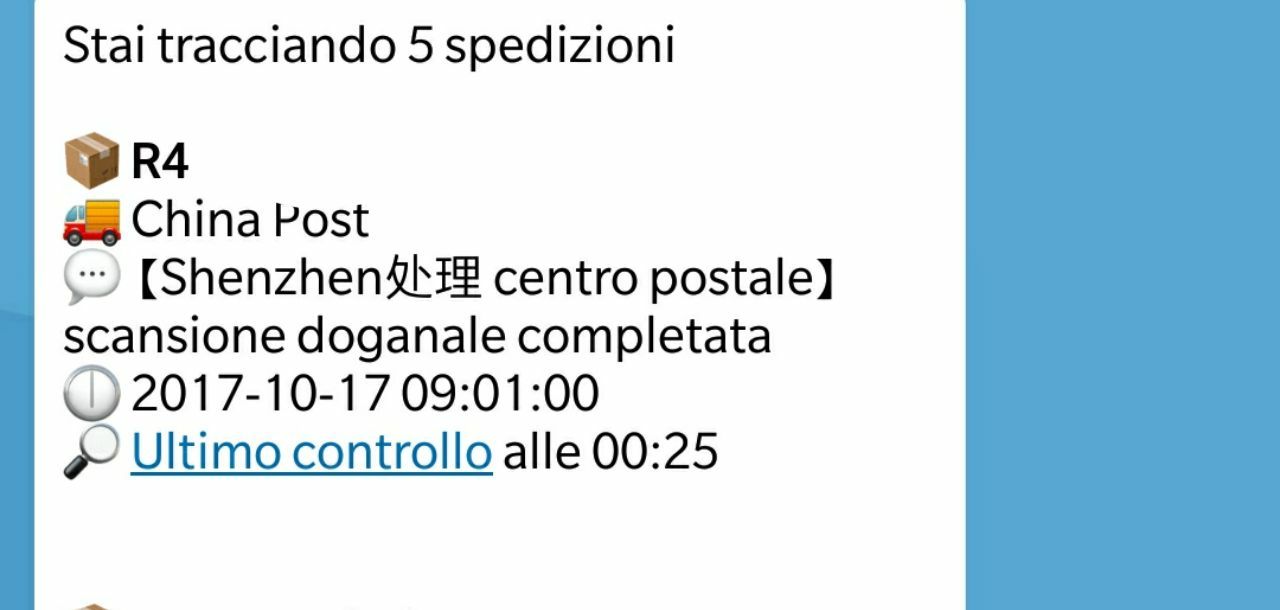 Stai tracciando 5 spedizioni
R4
China Post
【Shenzhen处理 centro postale】
scansione doganale completata
2017-10-17 09:01:00
Ultimo controllo alle 00:25